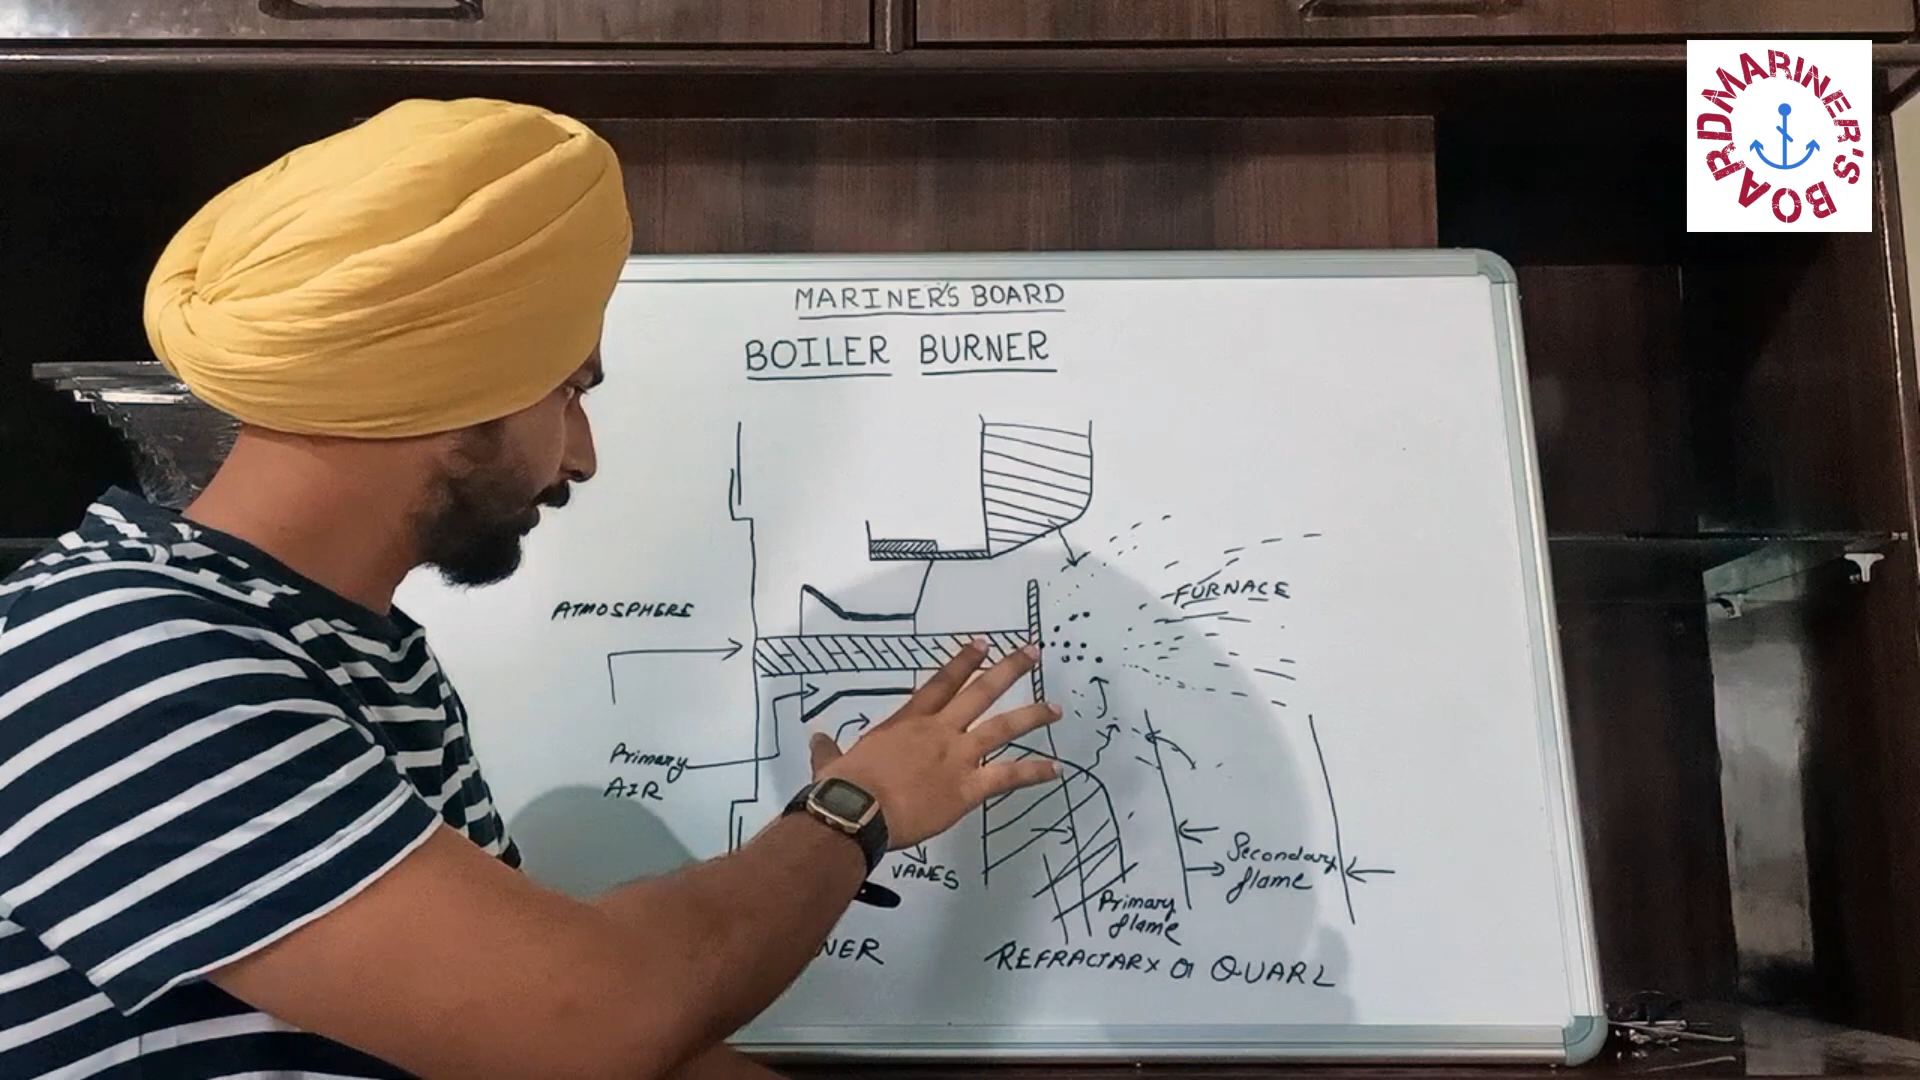 MARINER'S BOARD
MARINER'S BOARD
BOILER BURNER
FURNACE
ATMOSPHERE
Primary
AIR
VANES
Secondary
flame
Primary
flame
NER
REFRACTARY or QUARL